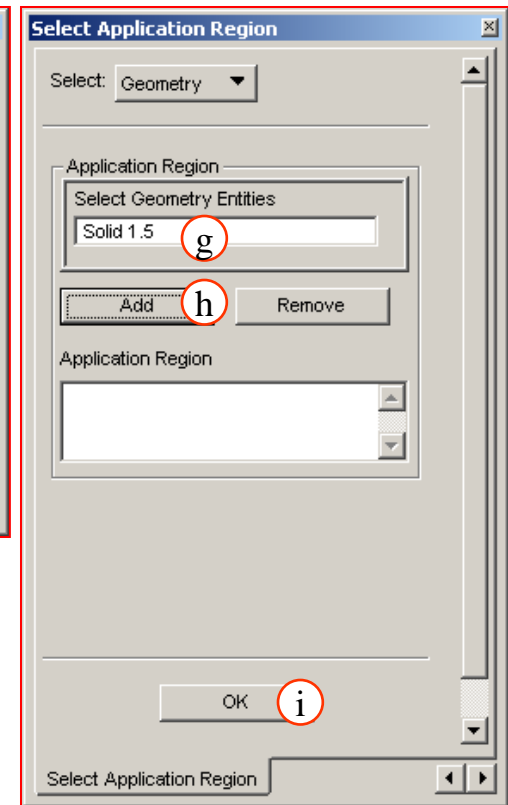 Select Application Region
Select: Geometry
Application Region
Select Geometry Entities
Solid 1.5 g
Add h Remove
Application Region
OK i
Select Application Region